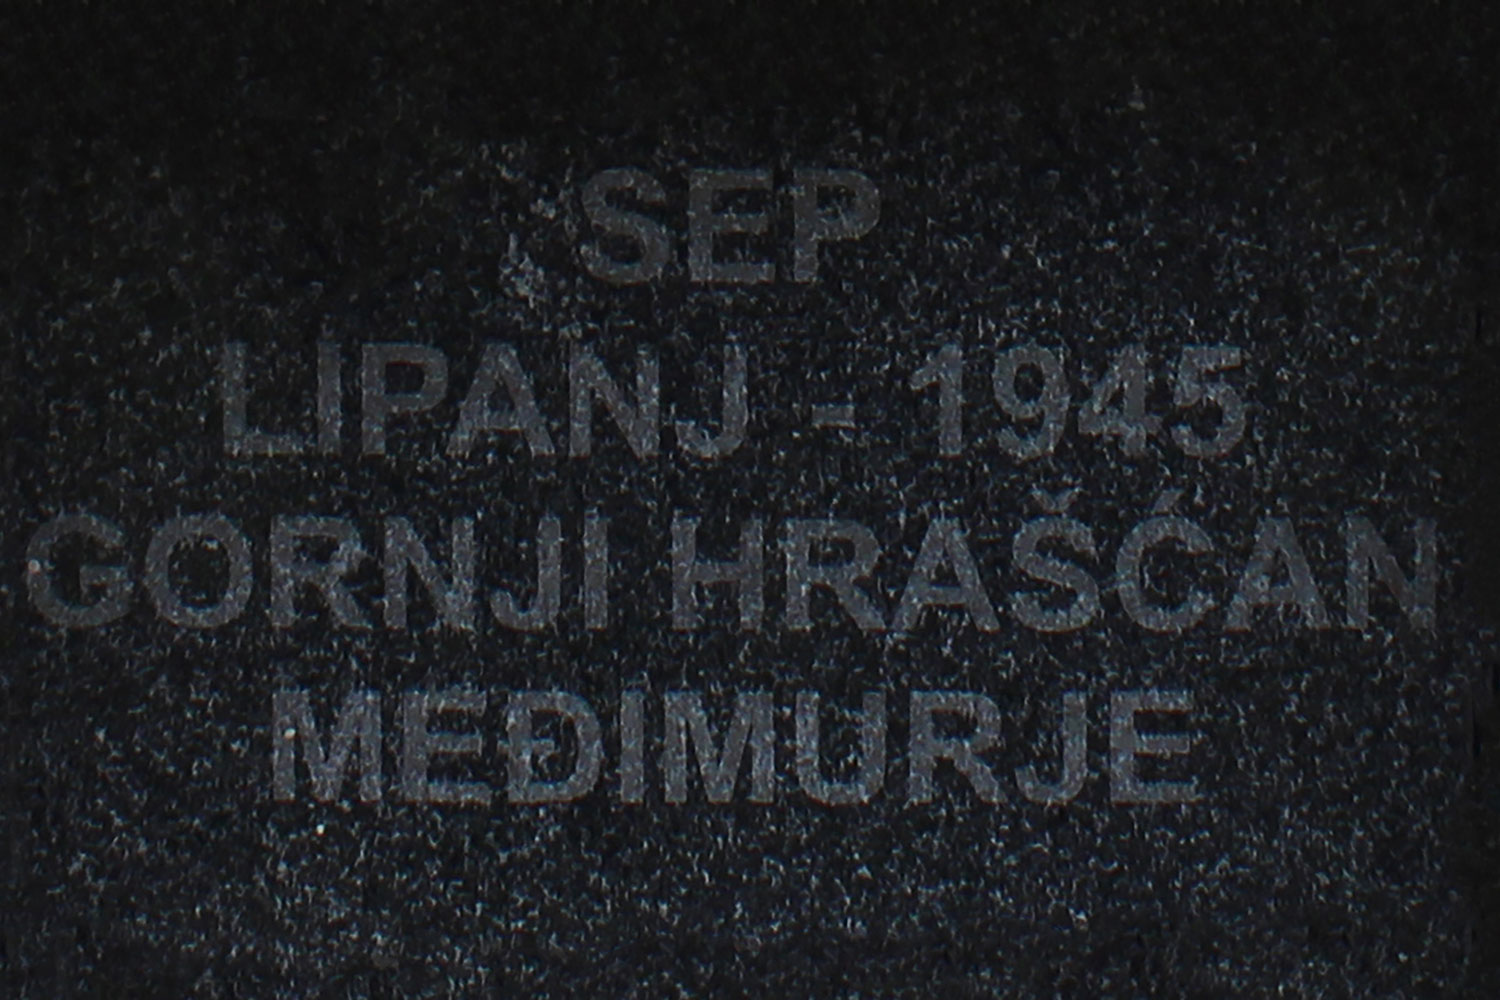 SEP
LIPANJ - 1945
GORNJI HRAŠĆAN
MEĐIMURJE